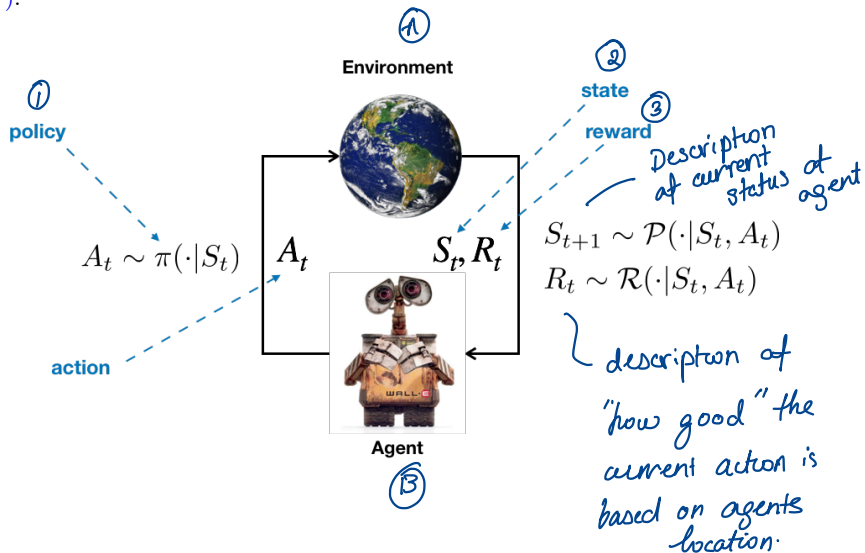 ).
A
Environment
1
policy
2
state
3
reward
Description
of current
status of
agent
A_t ∼ π(·|S_t)
A_t
S_t, R_t
S_{t+1} ∼ P(·|S_t, A_t)
R_t ∼ R(·|S_t, A_t)
action
WALL·E
Agent
B
description of
"how good" the
current action is
based on agents
location.